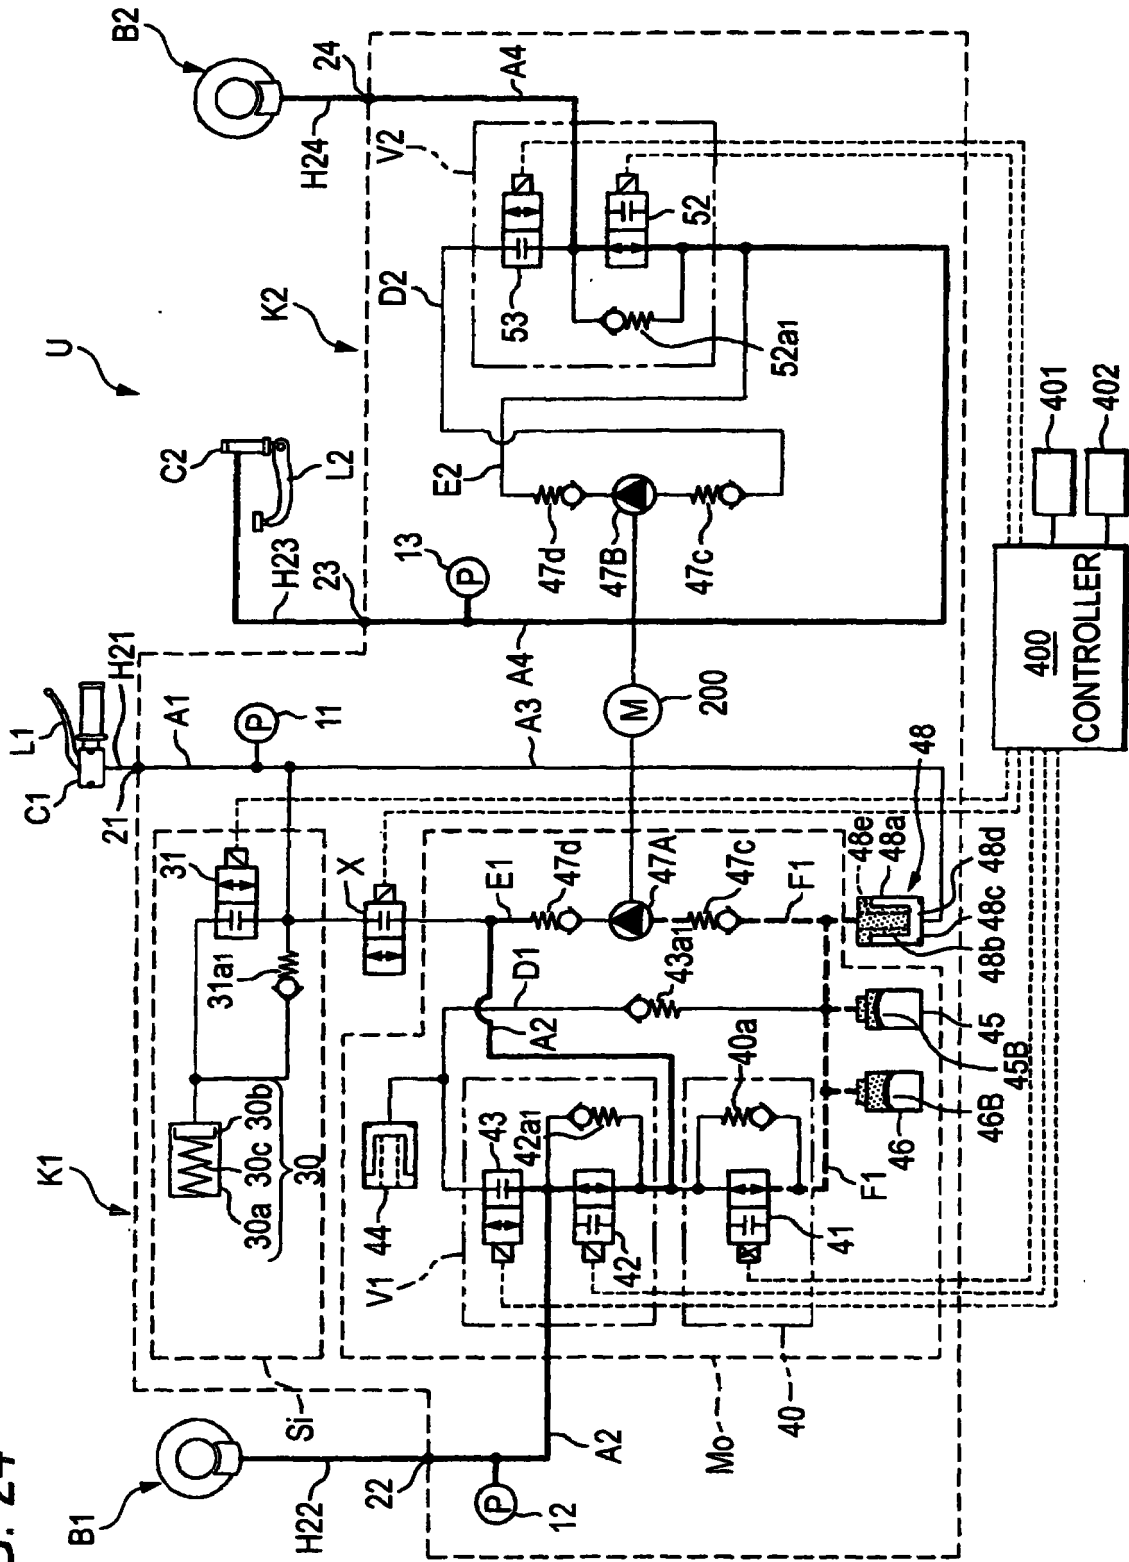 24
L1
C1
K1
U
B1
H21
B2
21
A1
31
C2
31a1
30a
30c
30b
30
K2
H23
L2
Si
H22
P
11
H24
24
X
23
22
V1
44
V2
D2
13
P
P
12
43
E1
A3
A4
E2
53
A4
42a1
D1
A2
47d
47d
A2
42
M
200
47A
47B
52
43a1
47c
47c
52a1
Mo
40
40a
F1
41
F1
48e
48a
48
46
46B
45B
45
48b
48c
48d
400
CONTROLLER
401
402